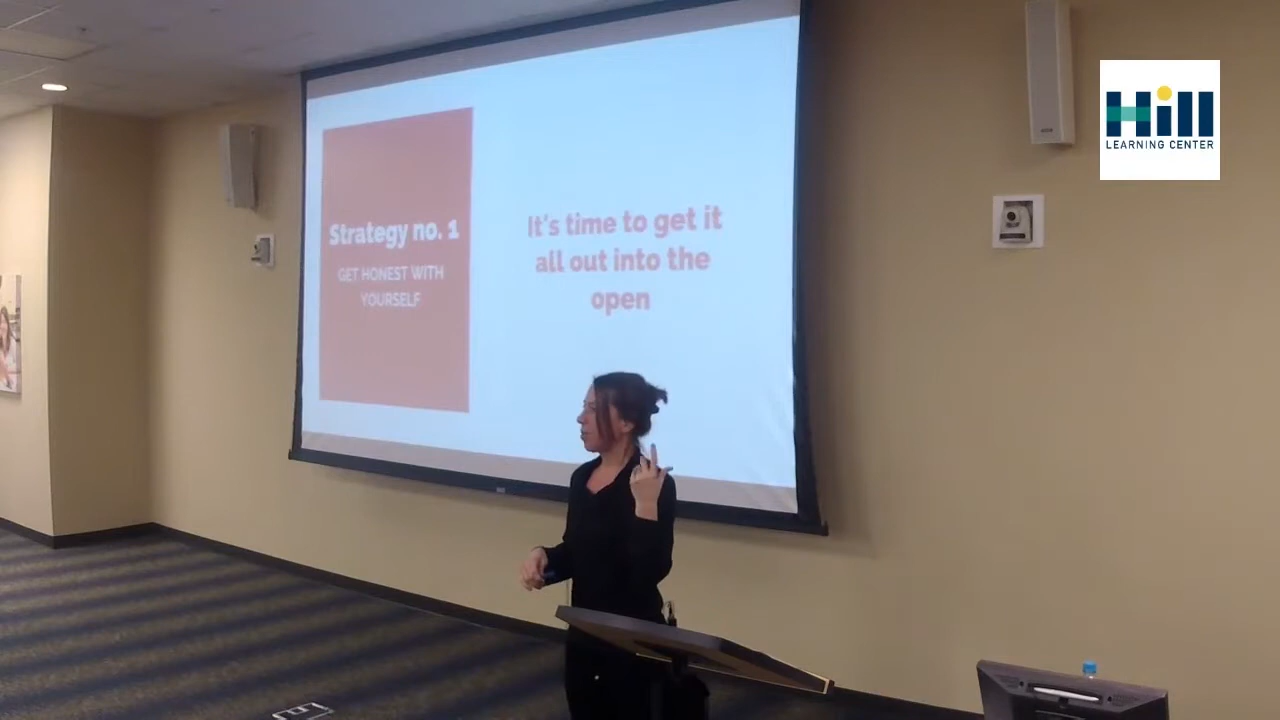 Strategy no. 1
GET HONEST WITH
YOURSELF
It's time to get it
all out into the
open
Hill
LEARNING CENTER